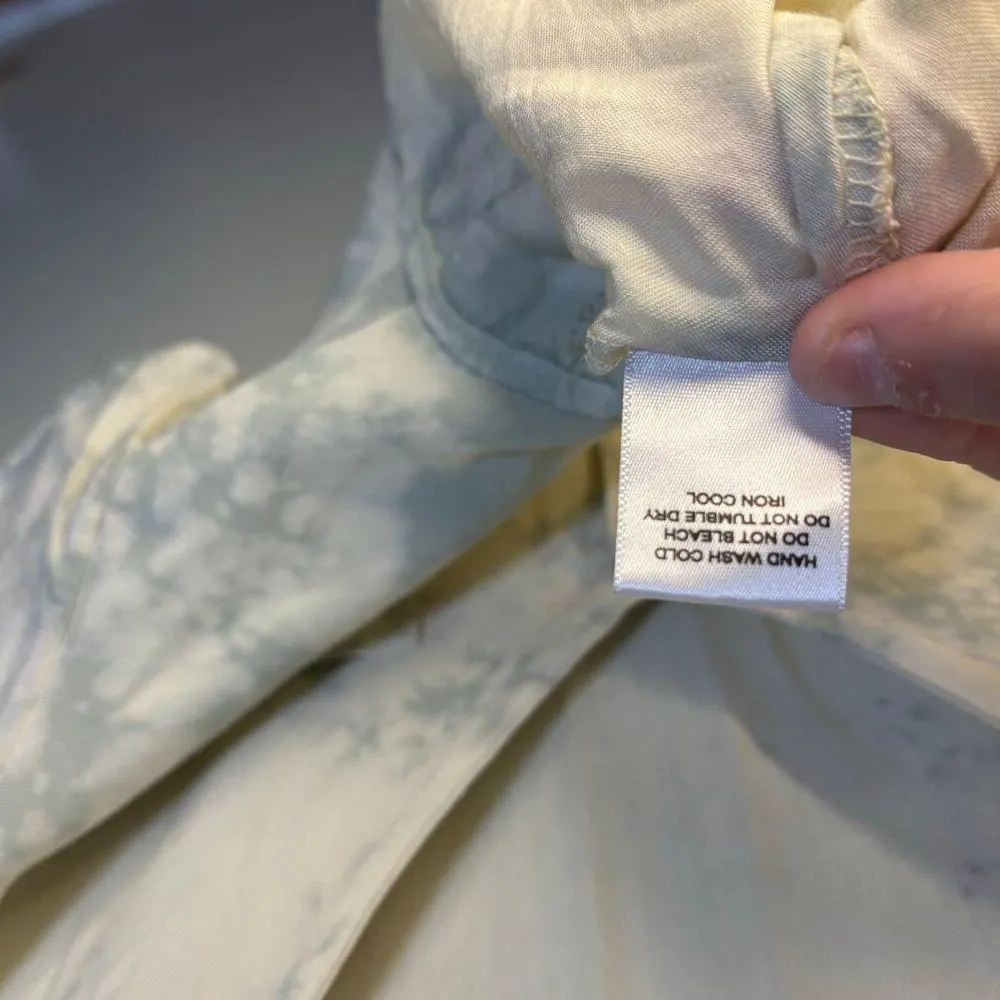 HAND WASH COLD
DO NOT BLEACH
DO NOT TUMBLE DRY
IRON COOL